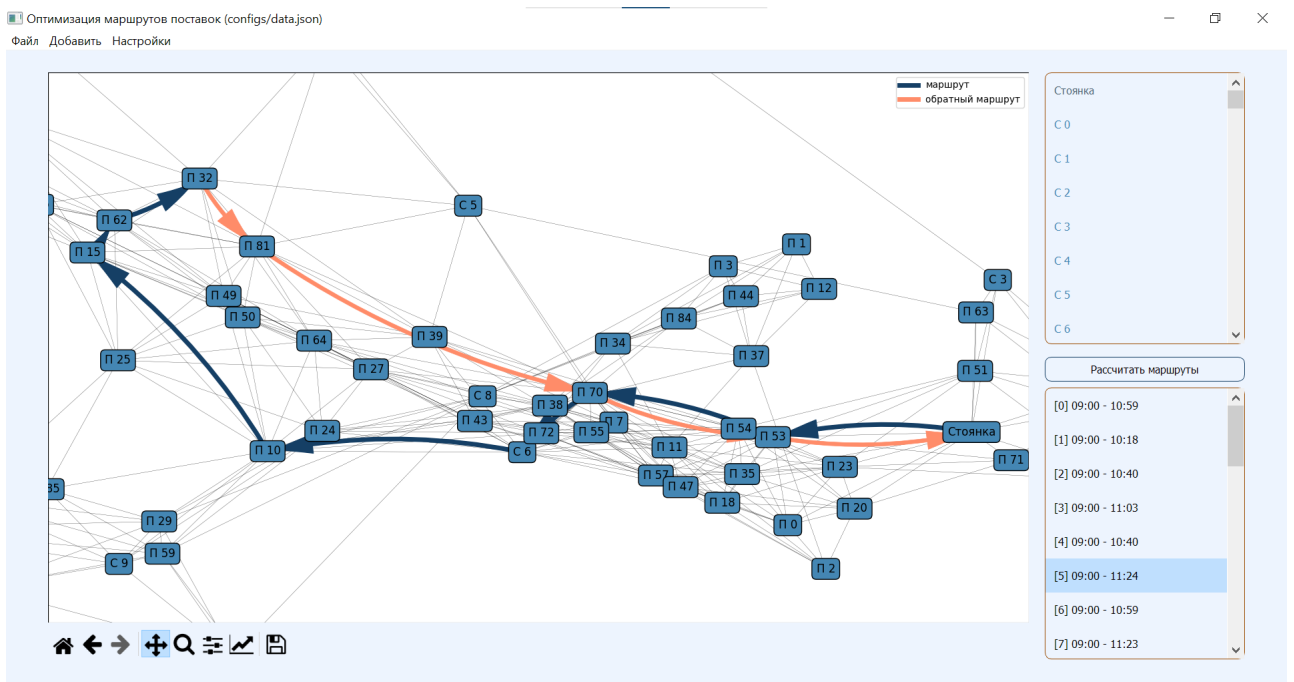 Оптимизация маршрутов поставок (configs/data.json)
Файл Добавить Настройки
маршрут
обратный маршрут
П 32
С 5
П 62
П 81
П 15
П 1
П 3
С 3
П 12
П 49
П 44
П 50
П 84
П 63
П 39
П 64
П 34
П 25
П 37
П 27
П 51
П 70
С 8
П 38
П 43
П 7
П 24
П 54
Стоянка
П 72
П 55
П 53
П 11
П 10
С 6
П 71
П 23
П 57
П 35
П 47
35
П 18
П 20
П 29
П 0
П 59
С 9
П 2
Стоянка
С 0
С 1
С 2
С 3
С 4
С 5
С 6
Рассчитать маршруты
[0] 09:00 - 10:59
[1] 09:00 - 10:18
[2] 09:00 - 10:40
[3] 09:00 - 11:03
[4] 09:00 - 10:40
[5] 09:00 - 11:24
[6] 09:00 - 10:59
[7] 09:00 - 11:23